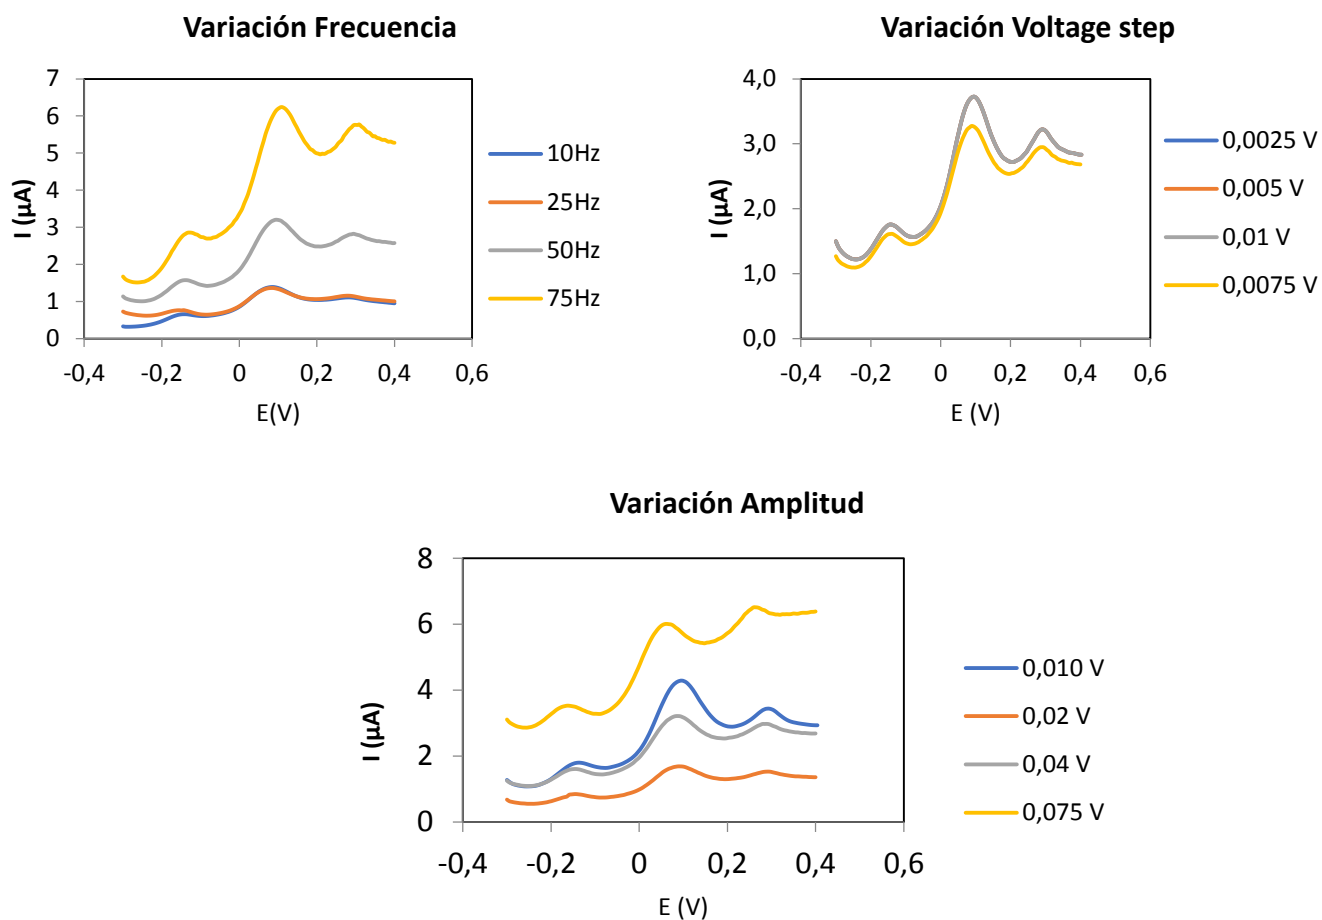 Variación Frecuencia
7
6
5
4
3
2
1
0
-0,4
-0,2
0
0,2
0,4
0,6
I (µA)
E(V)
10Hz
25Hz
50Hz
75Hz
Variación Voltage step
4,0
3,0
2,0
1,0
0,0
-0,4
-0,2
0
0,2
0,4
0,6
I (µA)
E (V)
0,0025 V
0,005 V
0,01 V
0,0075 V
Variación Amplitud
8
6
4
2
0
-0,4
-0,2
0
0,2
0,4
0,6
I (µA)
E (V)
0,010 V
0,02 V
0,04 V
0,075 V